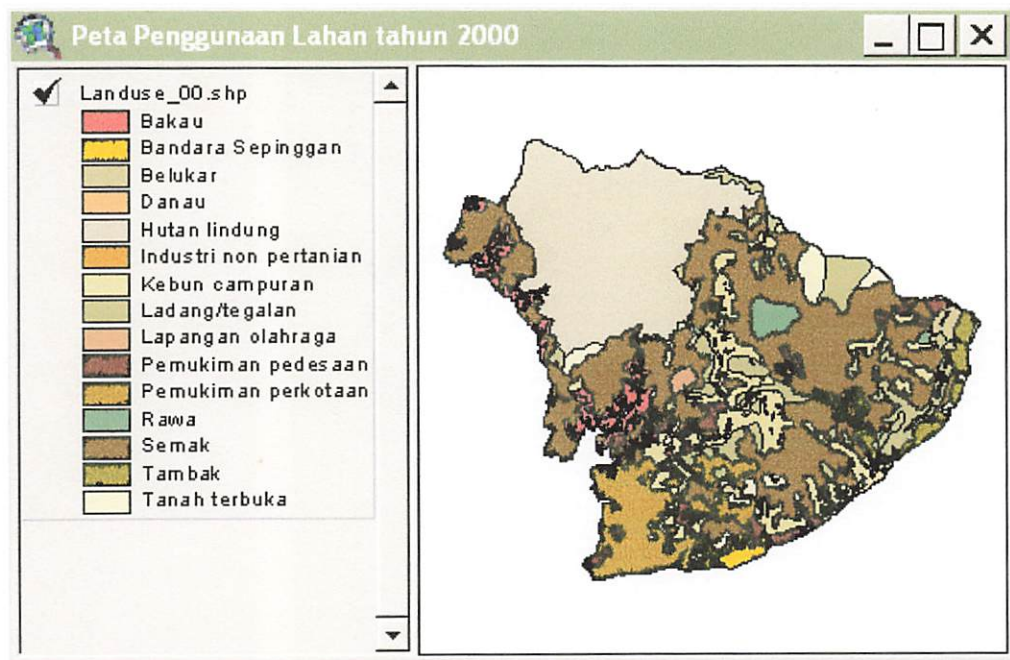 Peta Penggunaan Lahan tahun 2000
Landuse_00.shp
Bakau
Bandara Sepinggan
Belukar
Danau
Hutan lindung
Industri non pertanian
Kebun campuran
Ladang/tegalan
Lapangan olahraga
Pemukiman pedesaan
Pemukiman perkotaan
Rawa
Semak
Tambak
Tanah terbuka